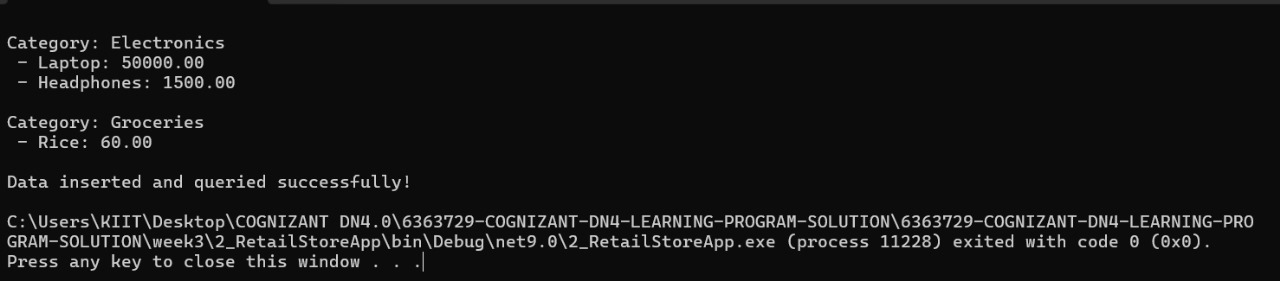 Category: Electronics
 - Laptop: 50000.00
 - Headphones: 1500.00
Category: Groceries
 - Rice: 60.00
Data inserted and queried successfully!
C:\Users\KIIT\Desktop\COGNIZANT DN4.0\6363729-COGNIZANT-DN4-LEARNING-PROGRAM-SOLUTION\6363729-COGNIZANT-DN4-LEARNING-PRO
GRAM-SOLUTION\week3\2_RetailStoreApp\bin\Debug\net9.0\2_RetailStoreApp.exe (process 11228) exited with code 0 (0x0).
Press any key to close this window . . .